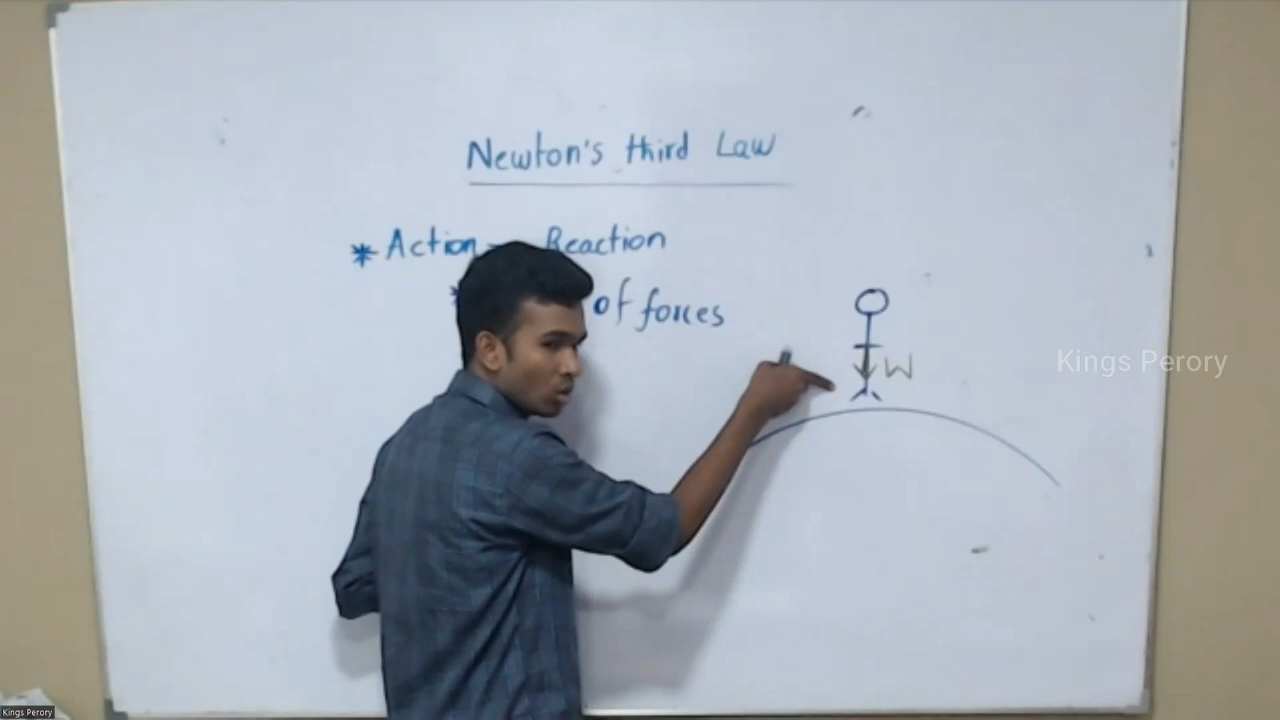 Newton's third Law
* Action - Reaction
* of forces
W
Kings Perory
Kings Perory